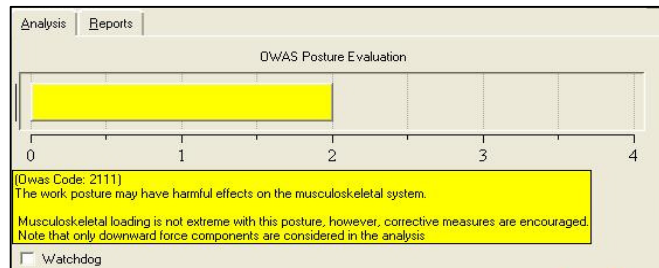 Analysis Reports
OWAS Posture Evaluation
0 1 2 3 4
(Owas Code: 2111)
The work posture may have harmful effects on the musculoskeletal system.
Musculoskeletal loading is not extreme with this posture, however, corrective measures are encouraged.
Note that only downward force components are considered in the analysis
Watchdog